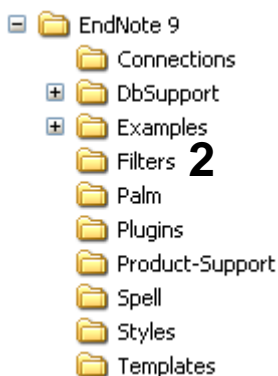 EndNote 9
Connections
DbSupport
Examples
Filters 2
Palm
Plugins
Product-Support
Spell
Styles
Templates